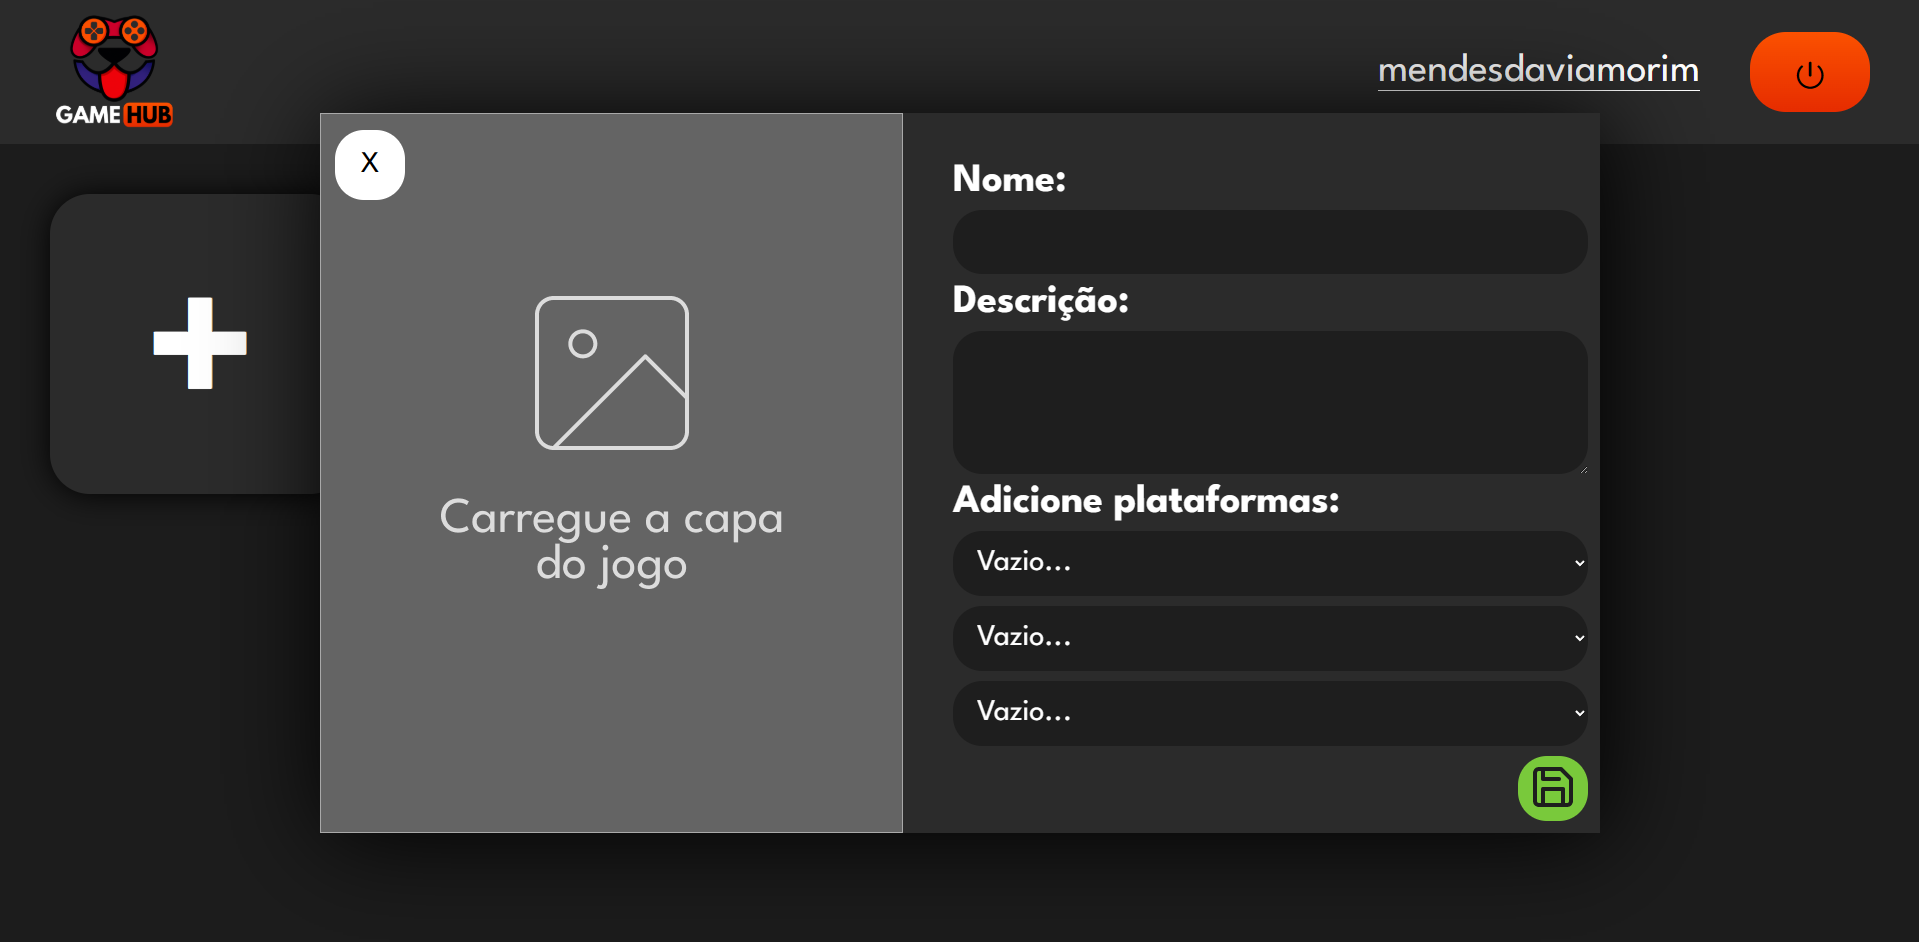 GAME HUB
mendesdaviamorim
X
Carregue a capa
do jogo
Nome:
Descrição:
Adicione plataformas:
Vazio...
Vazio...
Vazio...